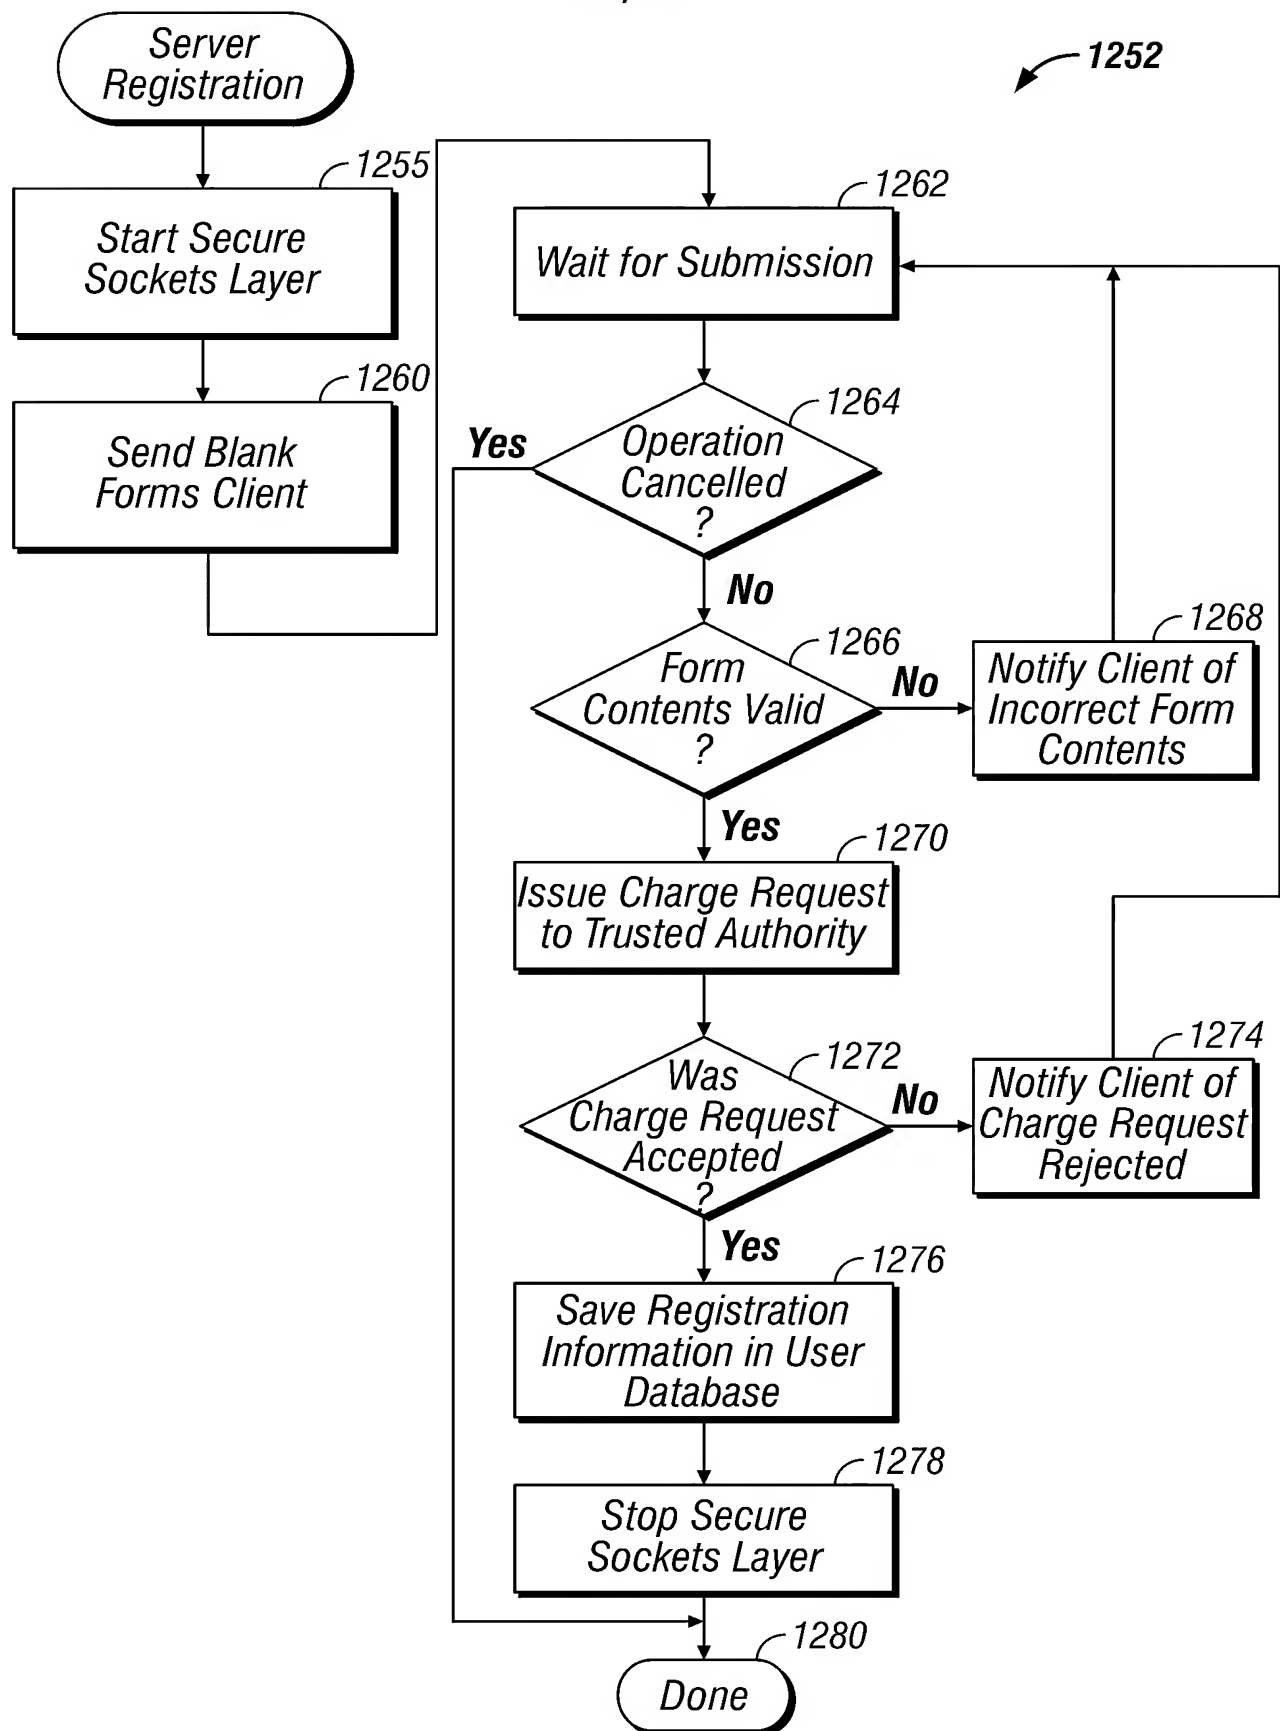 Server
Registration
1252
1255
Start Secure
Sockets Layer
1260
Send Blank
Forms Client
1262
Wait for Submission
1264
Operation
Cancelled
?
Yes
No
1266
Form
Contents Valid
?
No
1268
Notify Client of
Incorrect Form
Contents
Yes
1270
Issue Charge Request
to Trusted Authority
1272
Was
Charge Request
Accepted
?
No
1274
Notify Client of
Charge Request
Rejected
Yes
1276
Save Registration
Information in User
Database
1278
Stop Secure
Sockets Layer
1280
Done